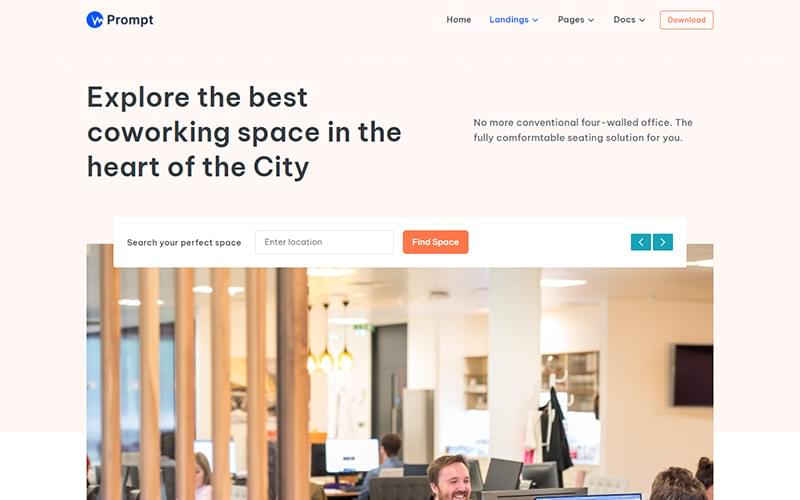 Prompt
Home
Landings
Pages
Docs
Download
Explore the best
coworking space in the
heart of the City
No more conventional four-walled office. The
fully comformtable seating solution for you.
Search your perfect space
Enter location
Find Space